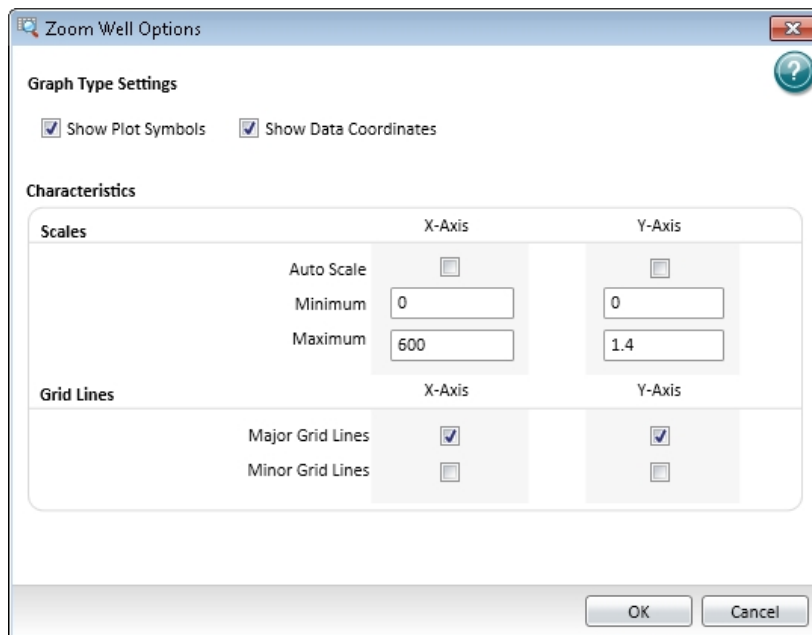 Zoom Well Options
?
Graph Type Settings
Show Plot Symbols Show Data Coordinates
Characteristics
Scales X-Axis Y-Axis
Auto Scale
Minimum 0 0
Maximum 600 1.4
Grid Lines X-Axis Y-Axis
Major Grid Lines
Minor Grid Lines
OK Cancel